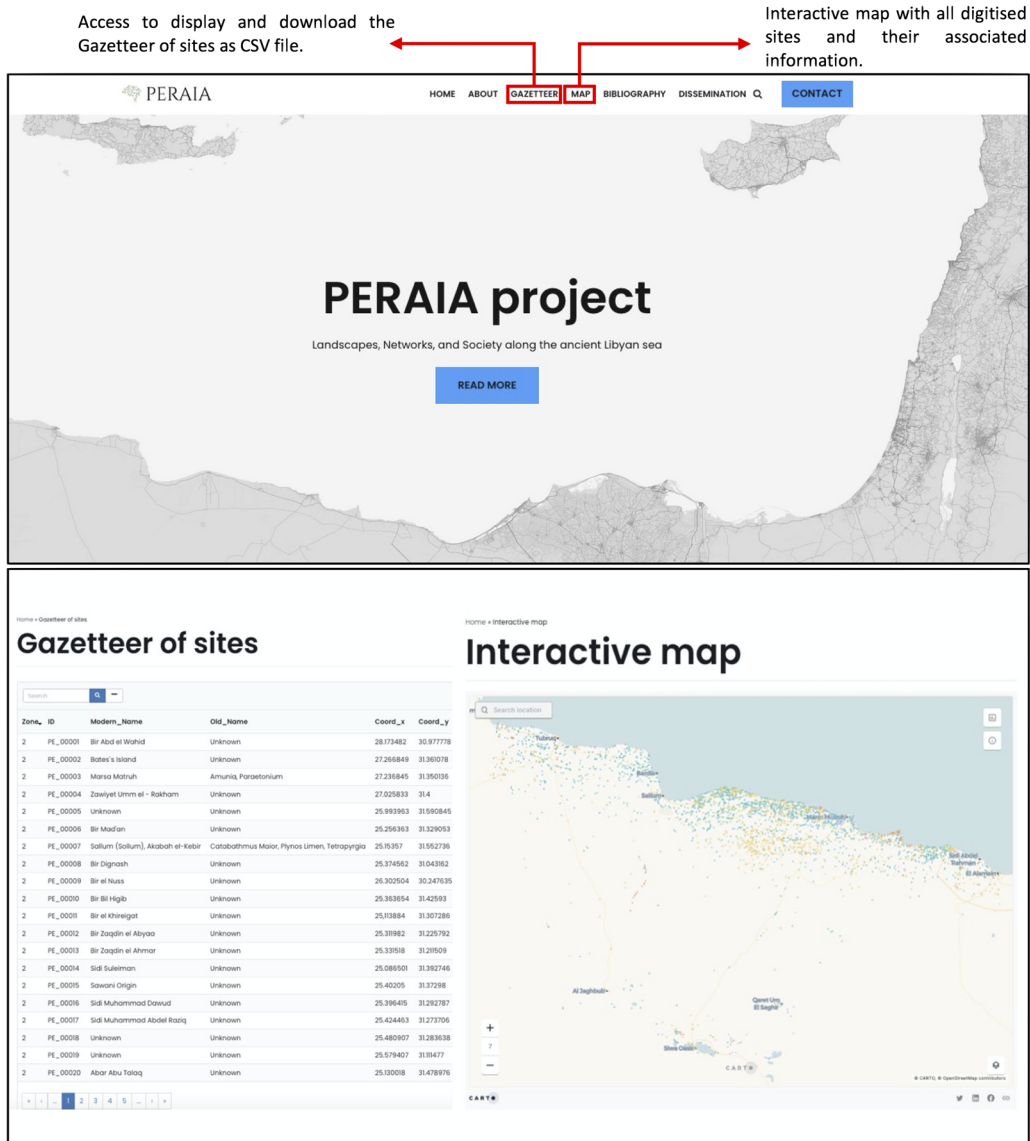 Access to display and download the
Gazetteer of sites as CSV file.
Interactive map with all digitised
sites and their associated
information.
PERAIA
HOME ABOUT GAZETTEER MAP BIBLIOGRAPHY DISSEMINATION CONTACT
PERAIA project
Landscapes, Networks, and Society along the ancient Libyan sea
READ MORE
Home » Gazetteer of sites
Gazetteer of sites
Search
Zone ID Modern_Name Old_Name Coord_x Coord_y
2 PE_00001 Bir Abd el Wahid Unknown 28.173482 30.977778
2 PE_00002 Bates's Island Unknown 27.266849 31.361078
2 PE_00003 Marsa Matruh Amunia, Paraetonium 27.236845 31.350136
2 PE_00004 Zawiyet Umm el - Rakham Unknown 27.025833 31.4
2 PE_00005 Unknown Unknown 25.993963 31.590845
2 PE_00006 Bir Mad'an Unknown 25.256363 31.329053
2 PE_00007 Sallum (Sollum), Akabah el-Kebir Catabathmus Maior, Plynos Limen, Tetrapyrgia 25.15357 31.552736
2 PE_00008 Bir Dignash Unknown 25.374562 31.043162
2 PE_00009 Bir el Nuss Unknown 26.302504 30.247635
2 PE_00010 Bir Bil Higib Unknown 25.363654 31.42593
2 PE_00011 Bir el Khireigat Unknown 25,113884 31.307286
2 PE_00012 Bir Zaqdin el Abyaa Unknown 25.311982 31.225792
2 PE_00013 Bir Zaqdin el Ahmar Unknown 25.331518 31.211509
2 PE_00014 Sidi Suleiman Unknown 25.086501 31.392746
2 PE_00015 Sawani Origin Unknown 25.40205 31.37298
2 PE_00016 Sidi Muhammad Dawud Unknown 25.396415 31.292787
2 PE_00017 Sidi Muhammad Abdel Raziq Unknown 25.424463 31.273706
2 PE_00018 Unknown Unknown 25.480907 31.283638
2 PE_00019 Unknown Unknown 25.579407 31.111477
2 PE_00020 Abar Abu Talaq Unknown 25.130018 31.478976
« ‹ ... 1 2 3 4 5 ... › »
Home » Interactive map
Interactive map
Search location
Tubruq
Bardia
Sallum
Marsa Matruh
Sidi Abdel
Rahman
El Alamein
Al Jaghbub
Qaret Um
El Saghir
Siwa Oasis
+
7
−
CARTO
© CARTO, © OpenStreetMap contributors
CARTO